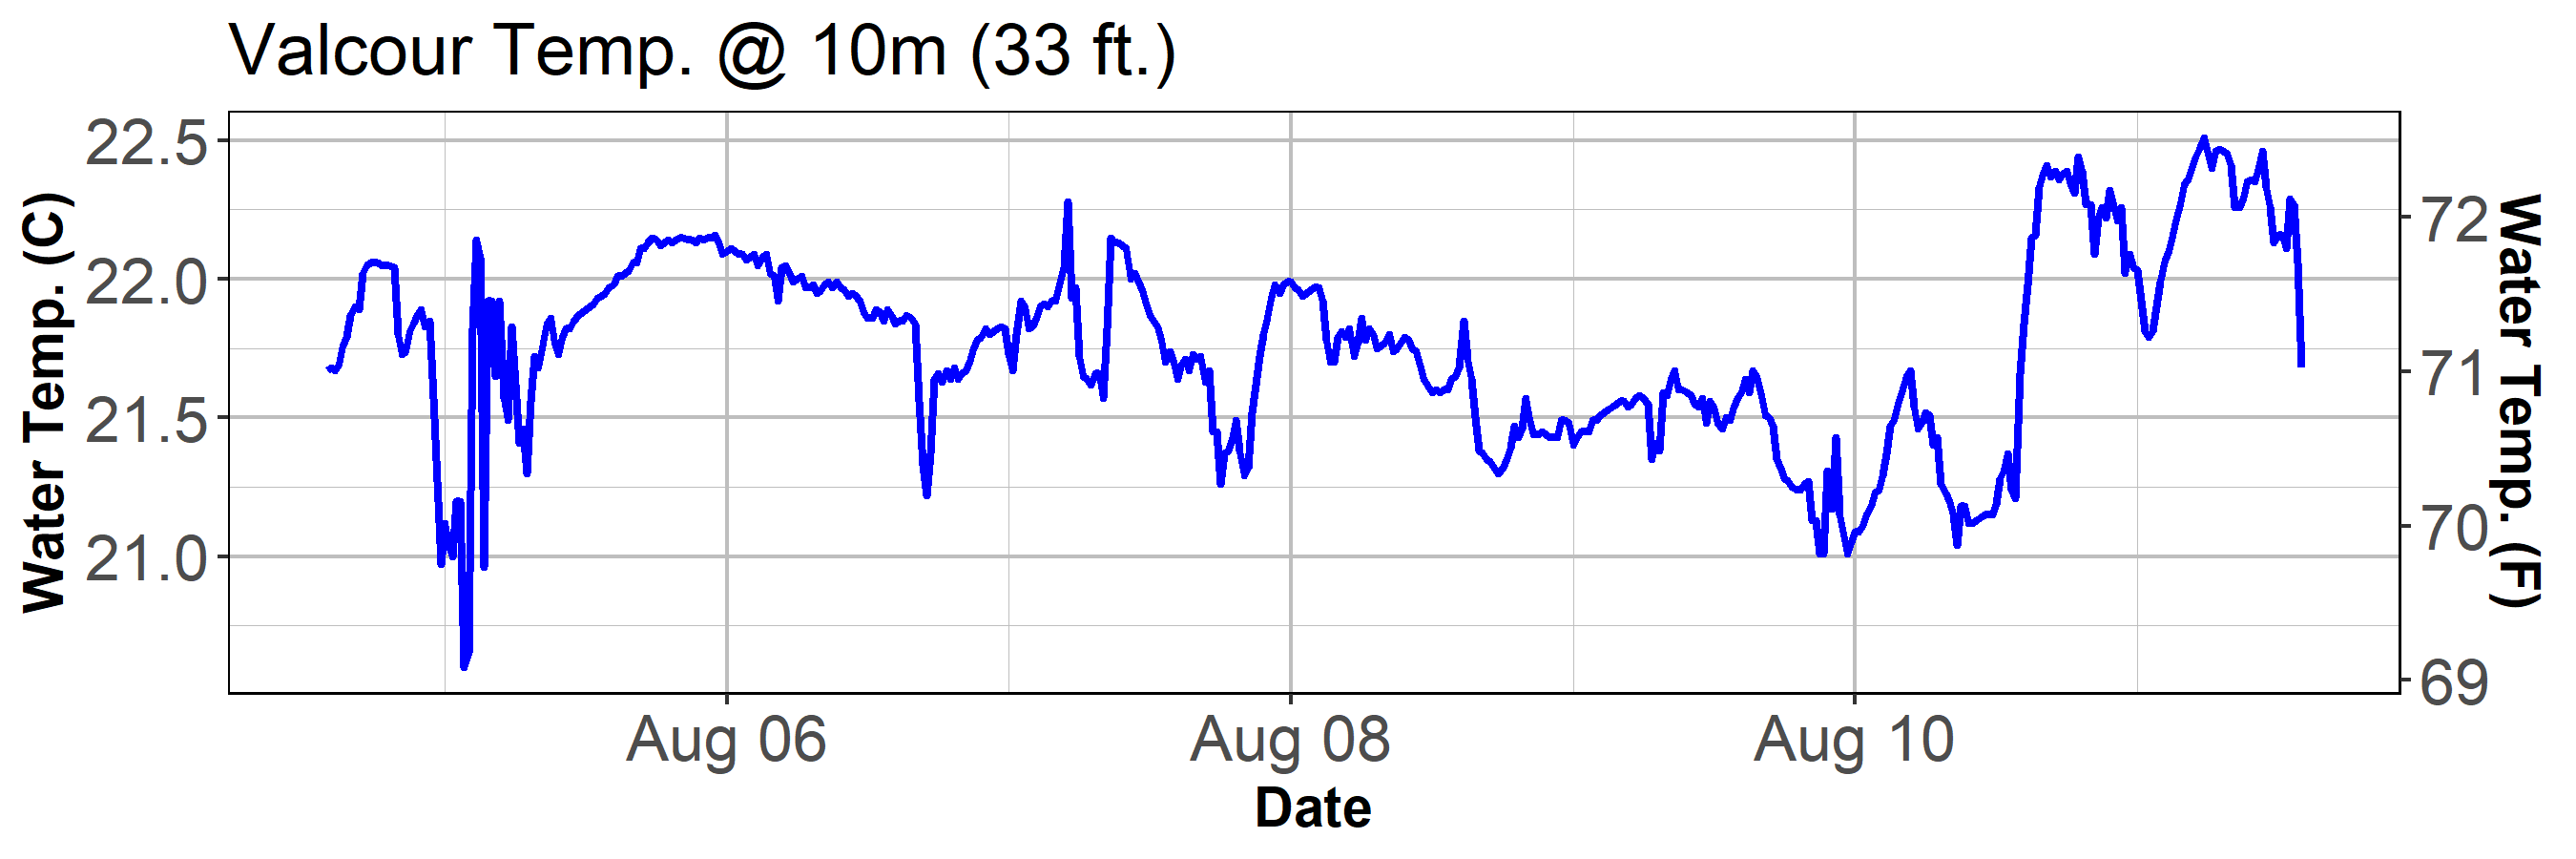 Valcour Temp. @ 10m (33 ft.)
Water Temp. (C)
22.5
22.0
21.5
21.0
72
71
70
69
Water Temp. (F)
Aug 06 Aug 08 Aug 10
Date